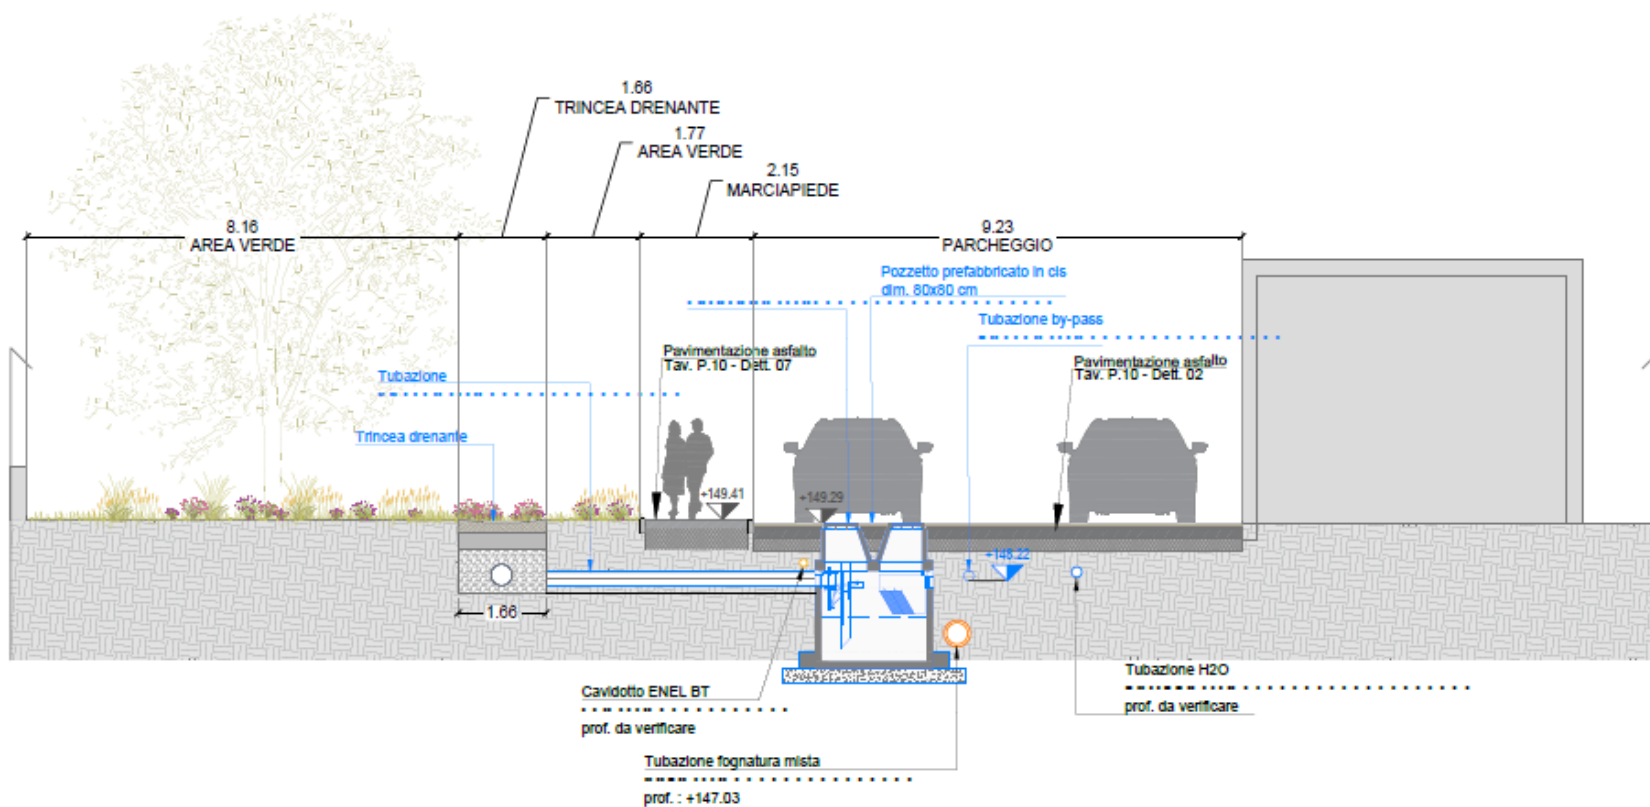 1.66
TRINCEA DRENANTE
1.77
AREA VERDE
2.15
MARCIAPIEDE
8.16
AREA VERDE
9.23
PARCHEGGIO
Pozzetto prefabbricato in cls
dim. 80x80 cm
Tubazione by-pass
Pavimentazione asfalto
Tav. P.10 - Dett. 07
Pavimentazione asfalto
Tav. P.10 - Dett. 02
Tubazione
Trincea drenante
+149.41
+149.29
+148.22
1.66
Cavidotto ENEL BT
prof. da verificare
Tubazione H2O
prof. da verificare
Tubazione fognatura mista
prof. : +147.03